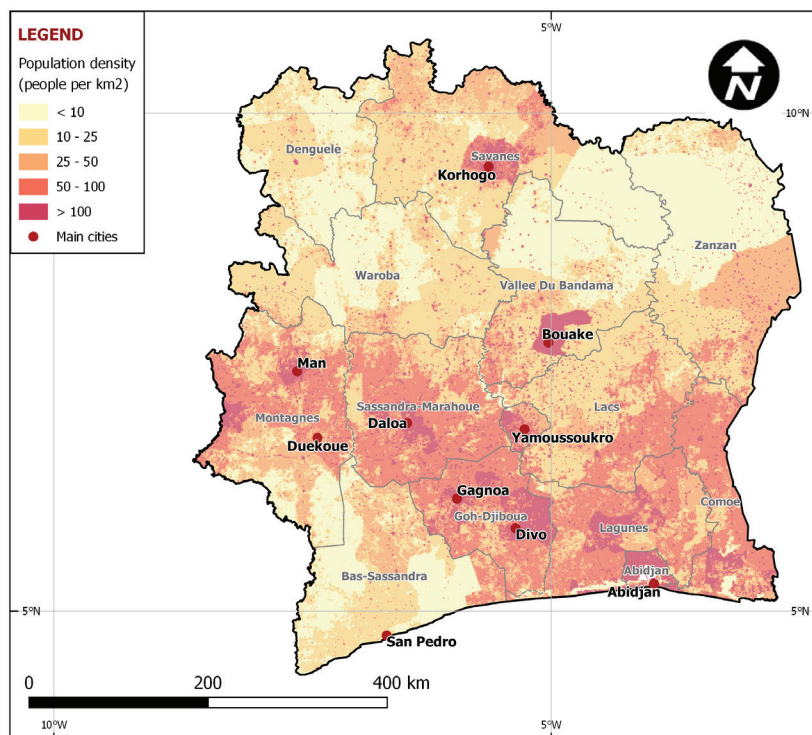 5°W
LEGEND
Population density
(people per km2)
< 10
10 - 25
25 - 50
50 - 100
> 100
Main cities
N
10°N
10°N
Denguele
Savanes
Korhogo
Zanzan
Waroba
Vallee Du Bandama
Bouake
Man
Montagnes
Sassandra-Marahoue
Lacs
Daloa
Yamoussoukro
Duekoue
Gagnoa
Goh-Djiboua
Comoe
Divo
Lagunes
Bas-Sassandra
Abidjan
Abidjan
5°N
5°N
San Pedro
0
200
400 km
10°W
5°W